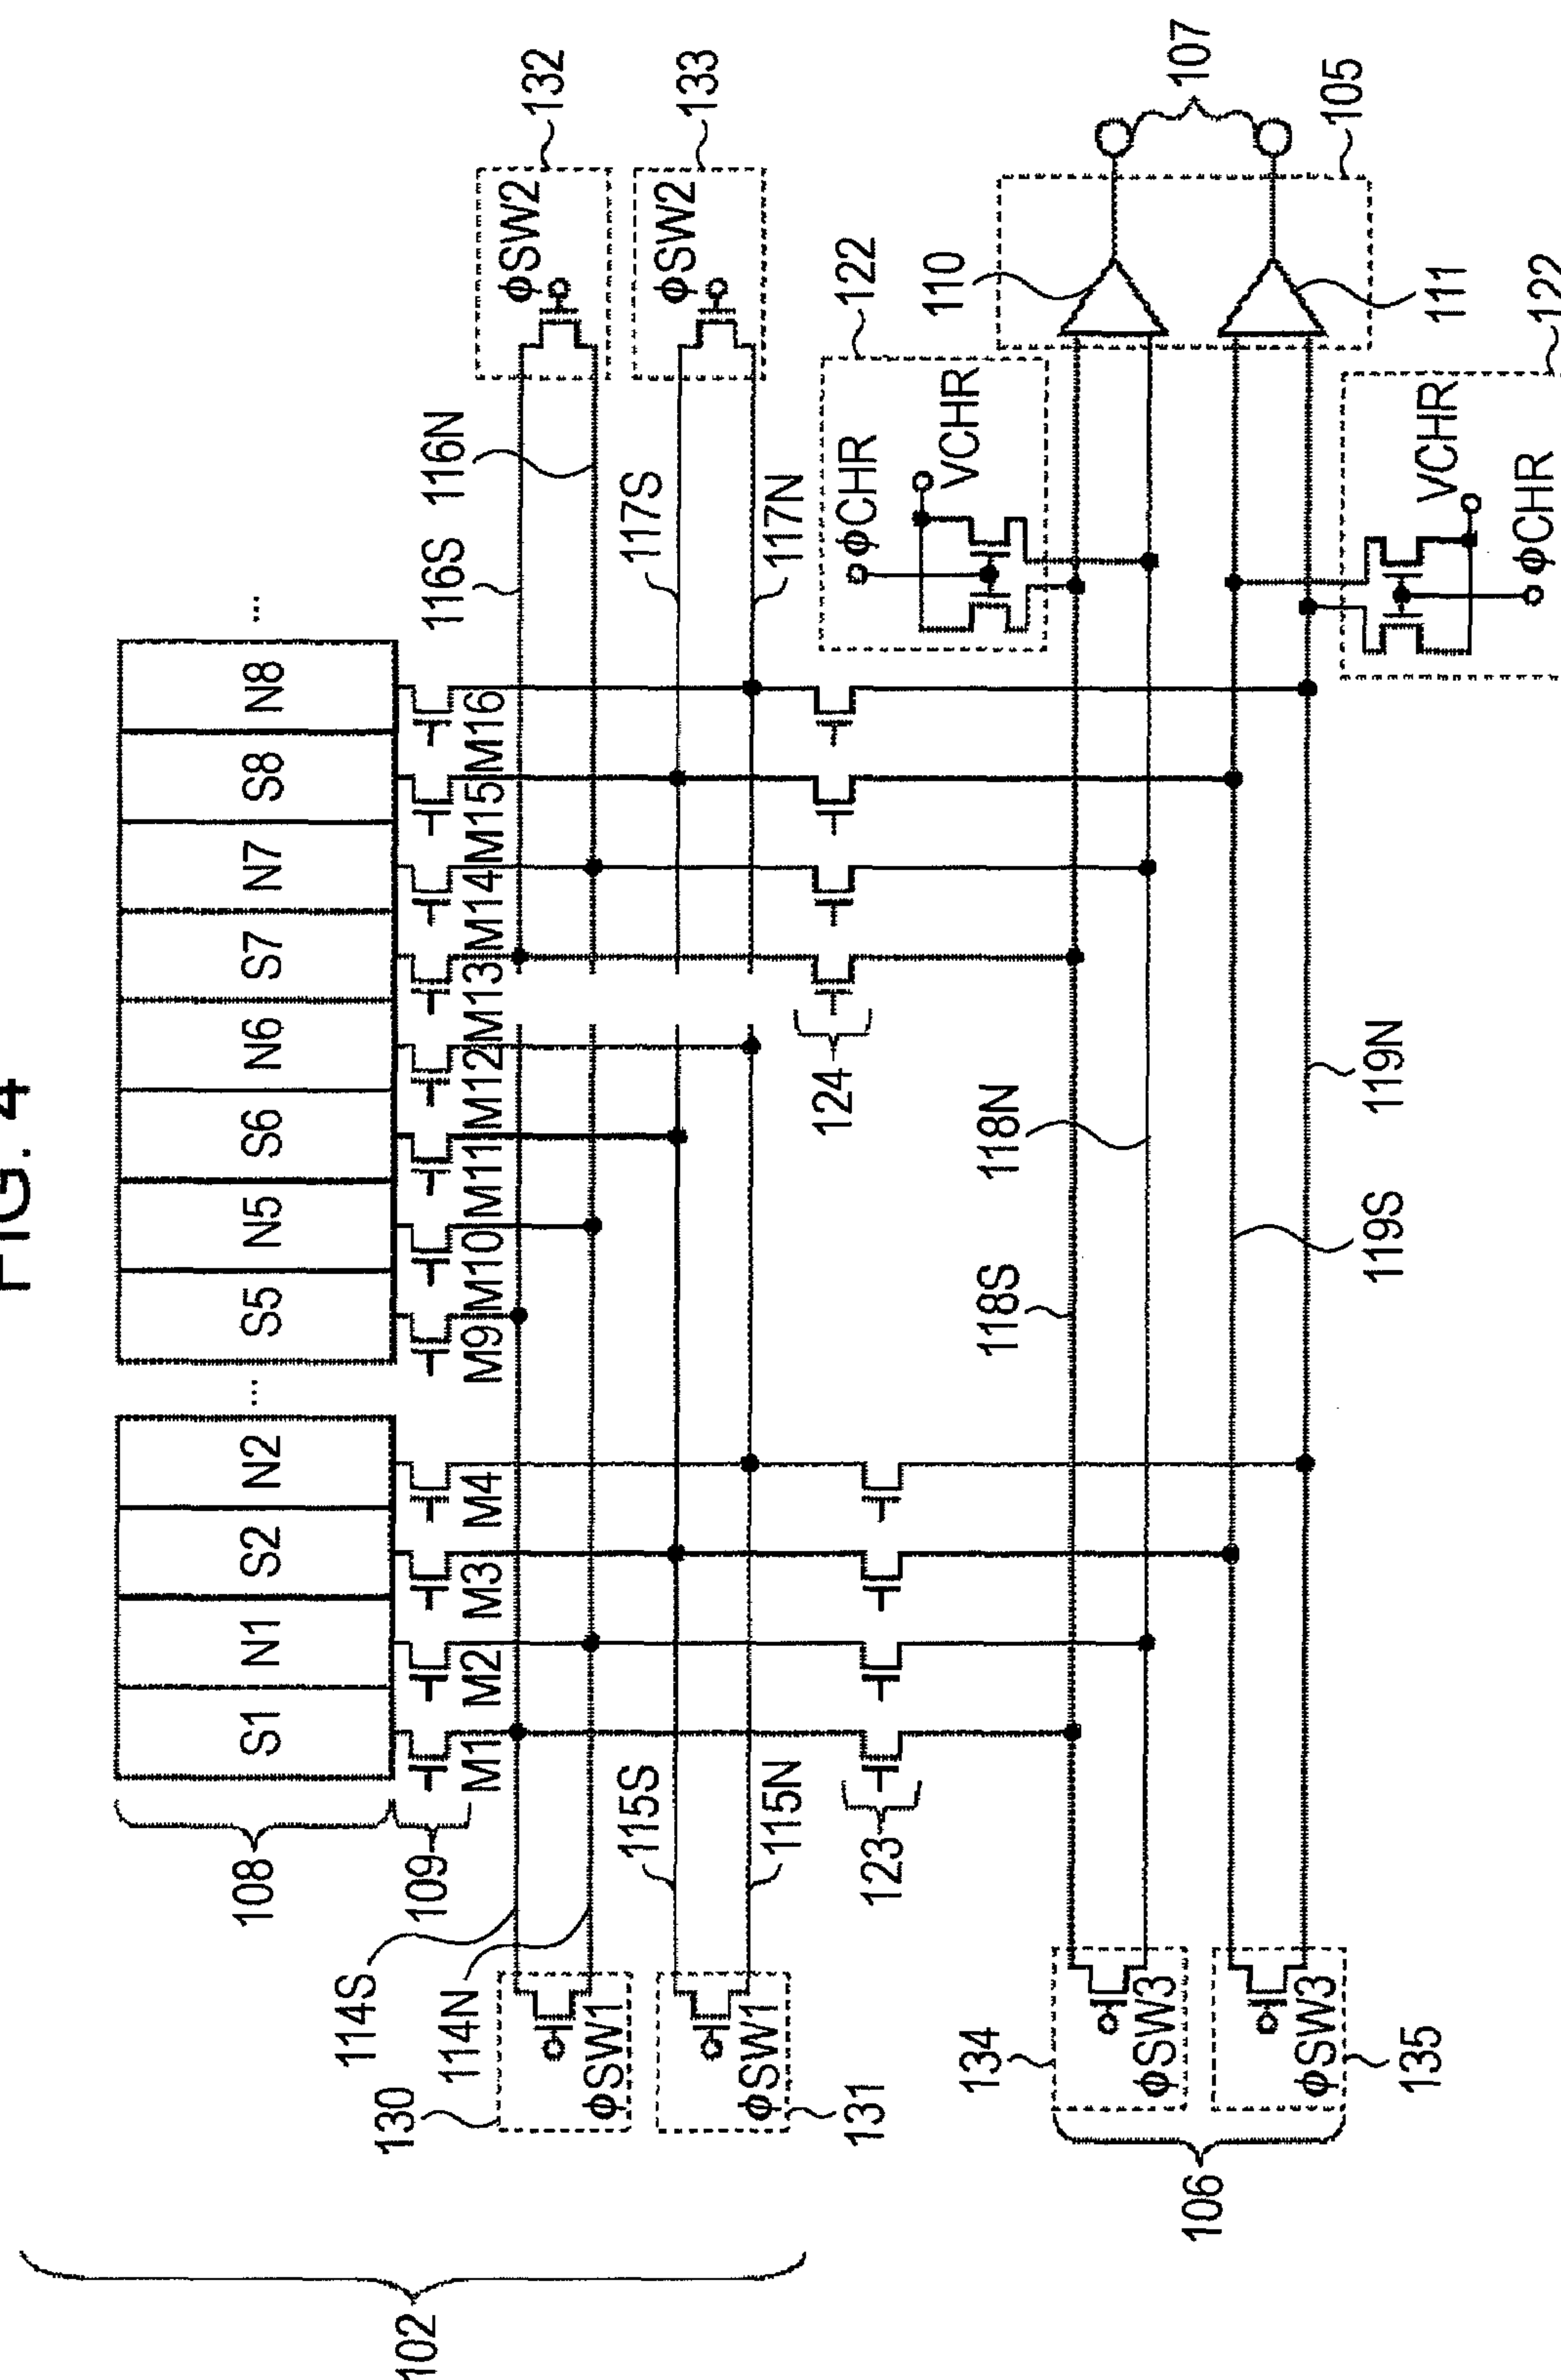 FIG. 4
102
108
S1 N1 S2 N2 ... S5 N5 S6 N6 S7 N7 S8 N8 ...
109
M1 M2 M3 M4 M9 M10 M11 M12 M13 M14 M15 M16
114S
114N
116S
116N
130
ϕSW1
132
ϕSW2
115S
115N
117S
117N
131
ϕSW1
133
ϕSW2
123
124
122
ϕCHR
VCHR
118S
118N
110
134
ϕSW3
106
107
105
111
135
ϕSW3
119S
119N
122
VCHR
ϕCHR